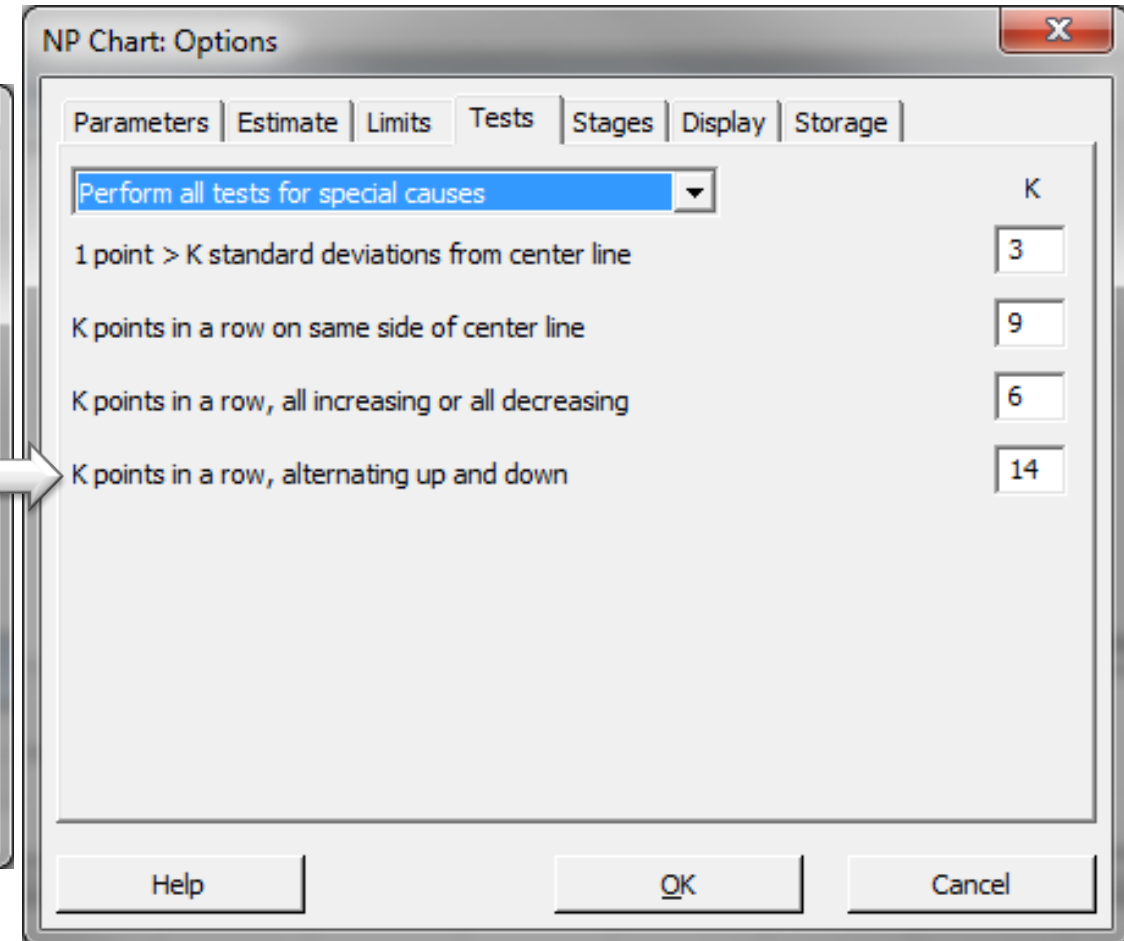 NP Chart: Options
Parameters Estimate Limits Tests Stages Display Storage
Perform all tests for special causes K
1 point > K standard deviations from center line 3
K points in a row on same side of center line 9
K points in a row, all increasing or all decreasing 6
K points in a row, alternating up and down 14
Help OK Cancel